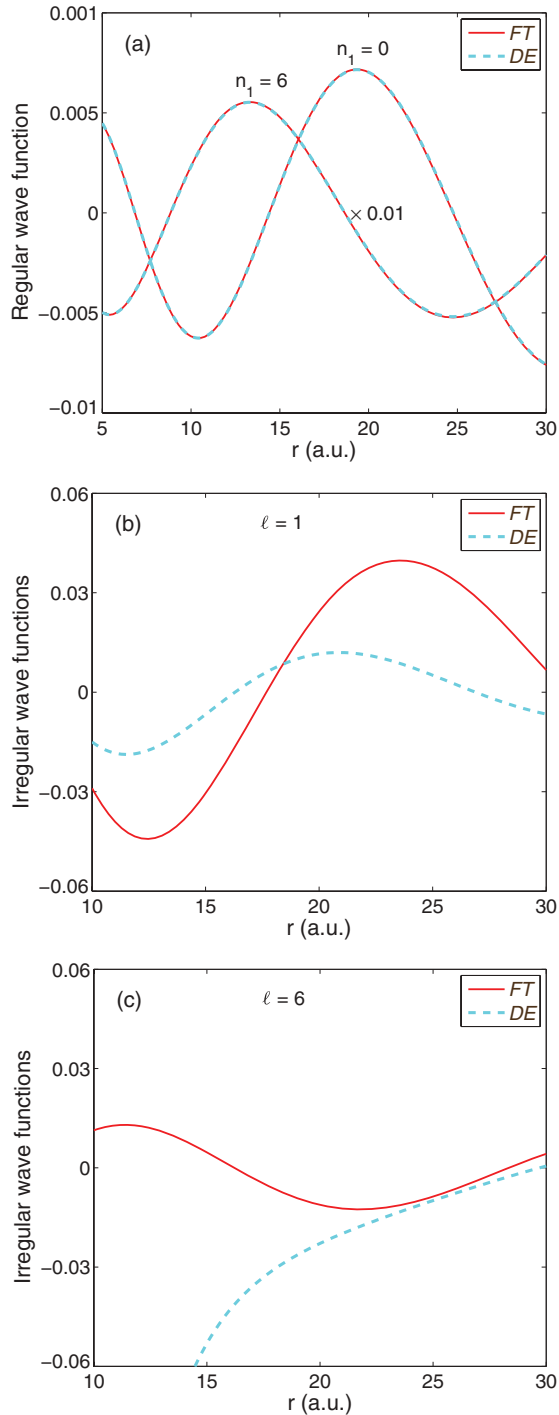 0.001
(a)
FT
DE
n₁ = 0
n₁ = 6
0.005
0
× 0.01
−0.005
−0.01
5 10 15 20 25 30
Regular wave function
r (a.u.)
0.06
(b)
ℓ = 1
FT
DE
0.03
0
−0.03
−0.06
10 15 20 25 30
Irregular wave functions
r (a.u.)
0.06
(c)
ℓ = 6
FT
DE
0.03
0
−0.03
−0.06
10 15 20 25 30
Irregular wave functions
r (a.u.)